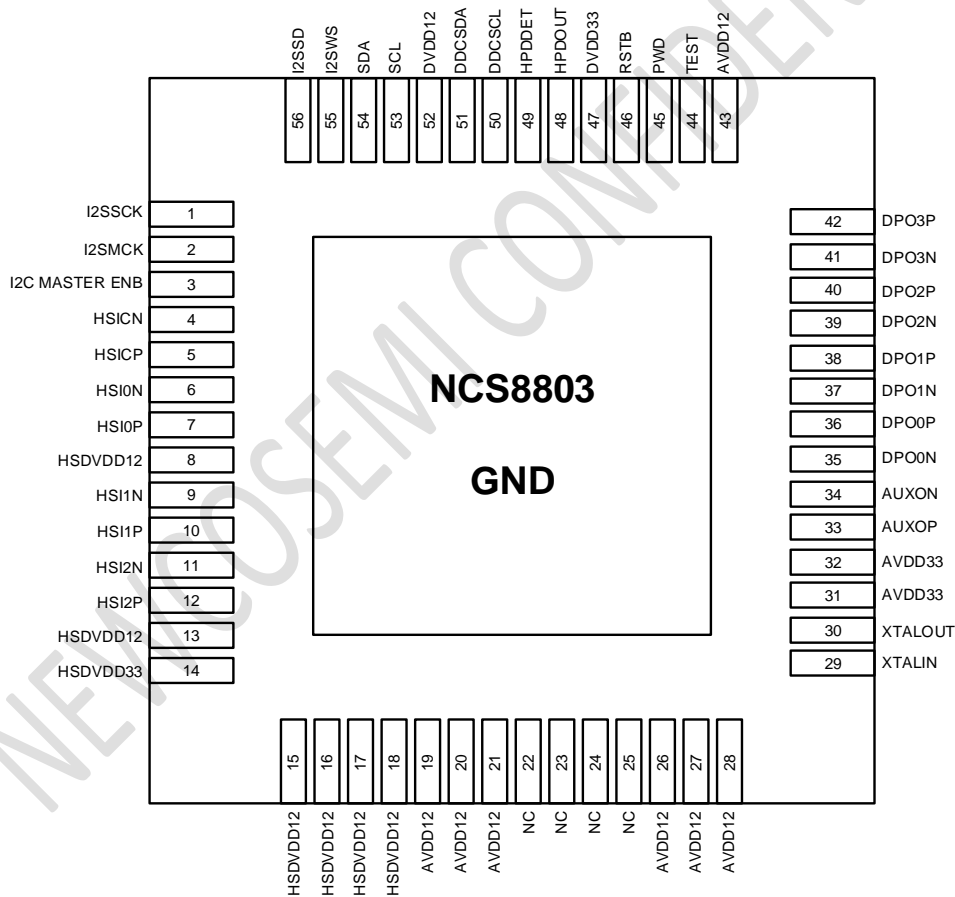 I2SSD
I2SWS
SDA
SCL
DVDD12
DDCSDA
DDCSCL
HPDDET
HPDOUT
DVDD33
RSTB
PWD
TEST
AVDD12
56
55
54
53
52
51
50
49
48
47
46
45
44
43
I2SSCK 1
I2SMCK 2
I2C MASTER ENB 3
HSICN 4
HSICP 5
HSI0N 6
HSI0P 7
HSDVDD12 8
HSI1N 9
HSI1P 10
HSI2N 11
HSI2P 12
HSDVDD12 13
HSDVDD33 14
NCS8803
GND
42 DPO3P
41 DPO3N
40 DPO2P
39 DPO2N
38 DPO1P
37 DPO1N
36 DPO0P
35 DPO0N
34 AUXON
33 AUXOP
32 AVDD33
31 AVDD33
30 XTALOUT
29 XTALIN
15
16
17
18
19
20
21
22
23
24
25
26
27
28
HSDVDD12
HSDVDD12
HSDVDD12
HSDVDD12
AVDD12
AVDD12
AVDD12
NC
NC
NC
NC
AVDD12
AVDD12
AVDD12
NEWCOSEMI